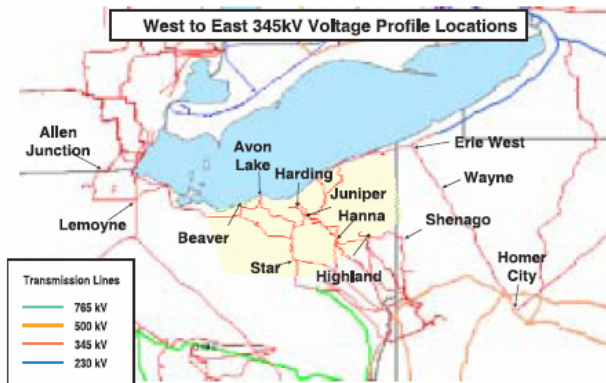 West to East 345kV Voltage Profile Locations
Allen
Junction
Avon
Lake
Harding
Juniper
Hanna
Erie West
Wayne
Shenago
Lemoyne
Beaver
Star
Highland
Homer
City
Transmission Lines
765 kV
500 kV
345 kV
230 kV